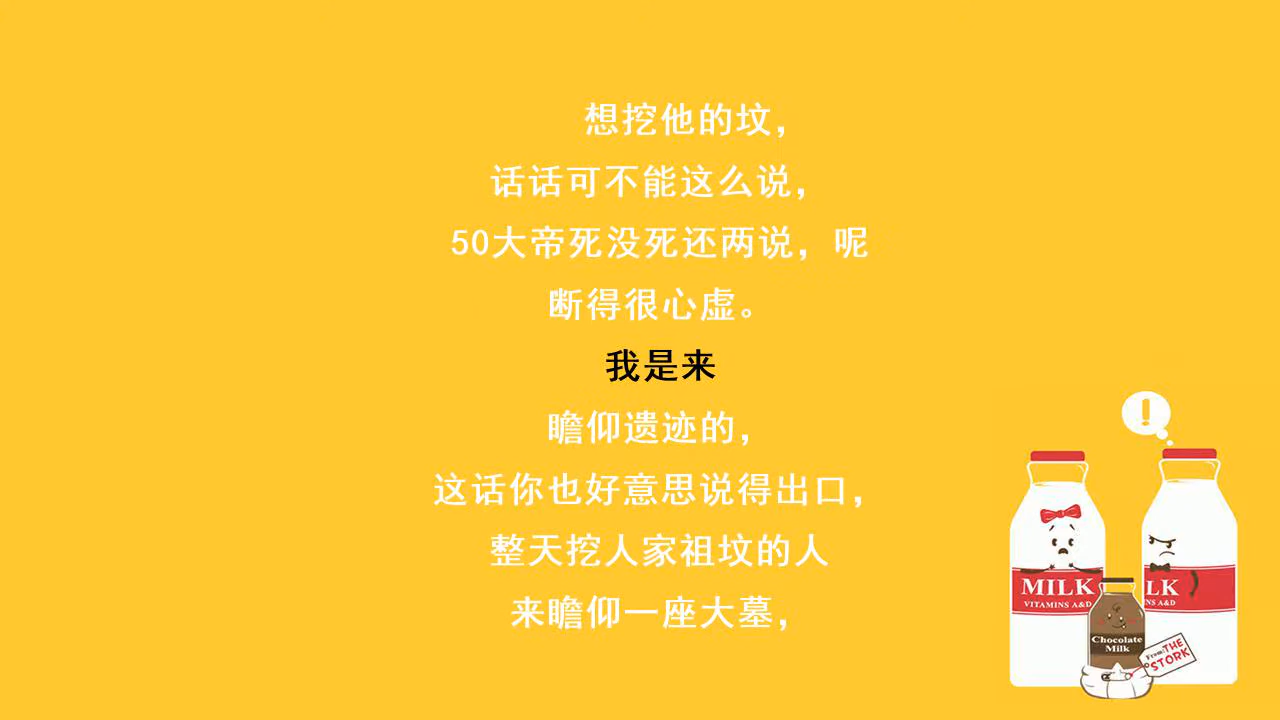 想挖他的坟，
话话可不能这么说，
50大帝死没死还两说，呢
断得很心虚。
我是来
瞻仰遗迹的，
这话你也好意思说得出口，
整天挖人家祖坟的人
来瞻仰一座大墓，
!
MILK
VITAMINS A&D
LK
NS A&D
Chocolate
Milk
From: THE
STORK